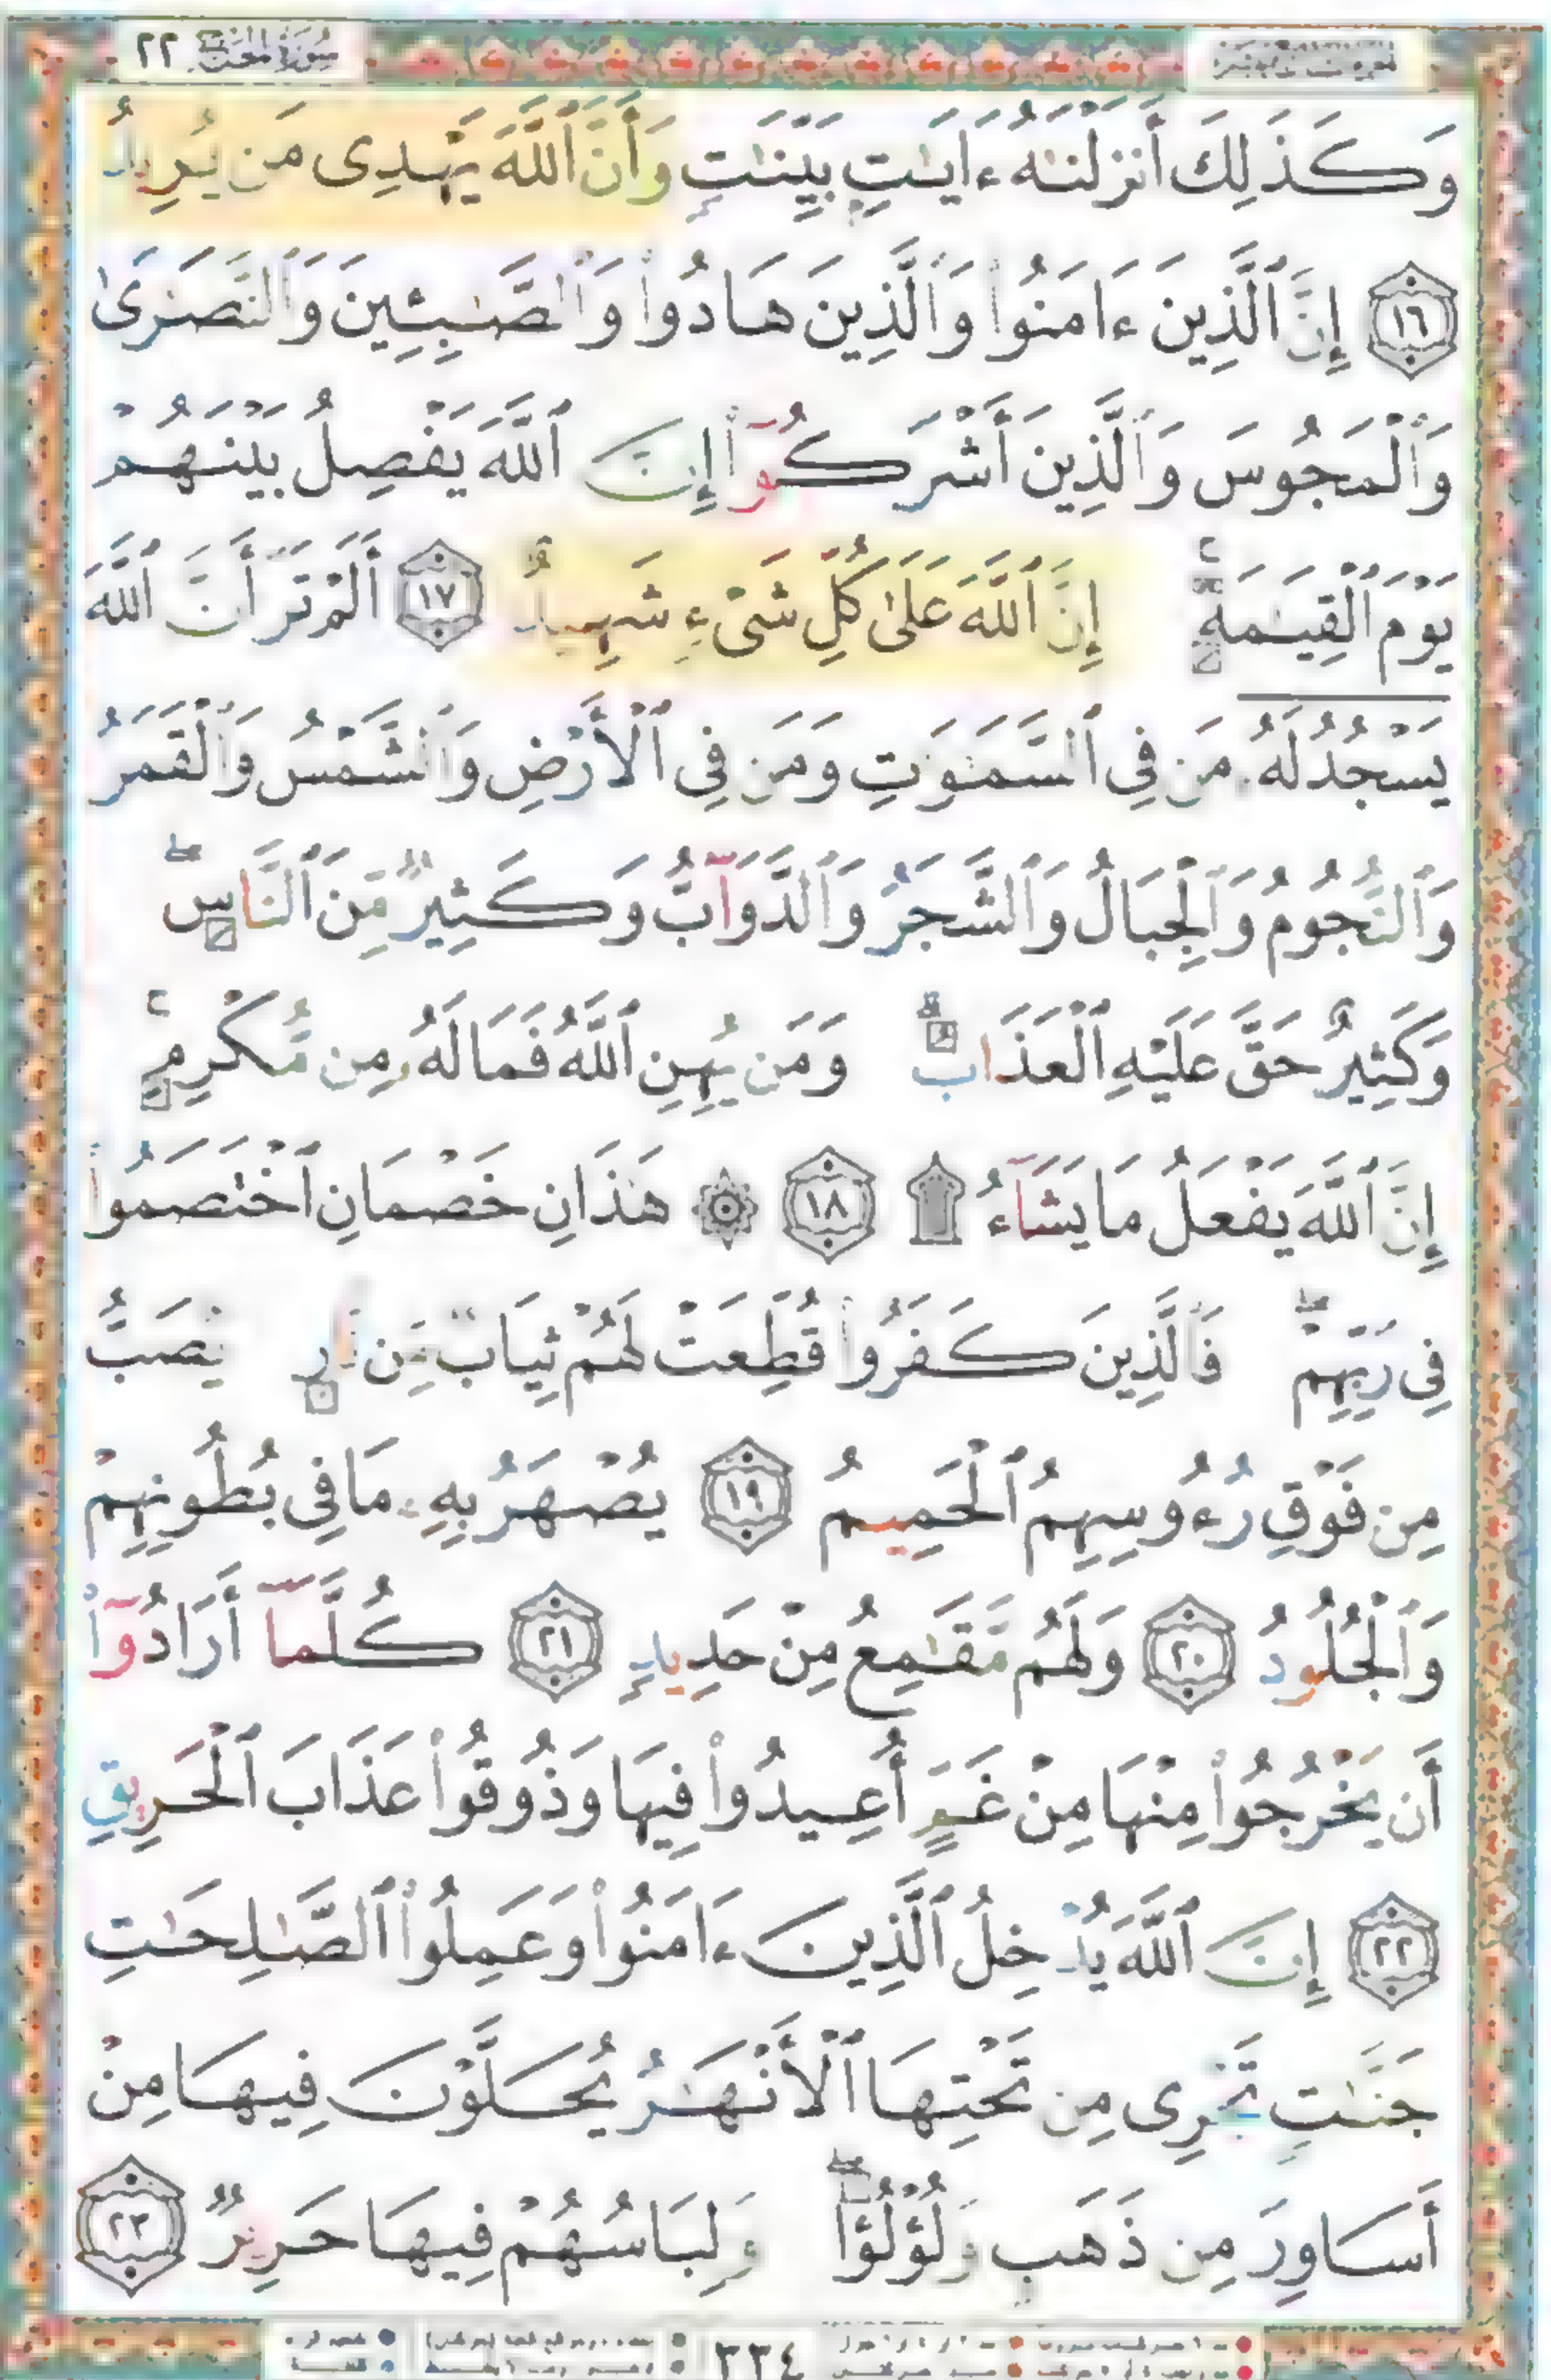 سورة الحج ٢٢
وَكَذَٰلِكَ أَنزَلْنَٰهُ ءَايَٰتٍۭ بَيِّنَٰتٍ وَأَنَّ ٱللَّهَ يَهْدِى مَن يُرِيدُ
١٦ إِنَّ ٱلَّذِينَ ءَامَنُوا۟ وَٱلَّذِينَ هَادُوا۟ وَٱلصَّٰبِـِٔينَ وَٱلنَّصَٰرَىٰ
وَٱلْمَجُوسَ وَٱلَّذِينَ أَشْرَكُوٓا۟ إِنَّ ٱللَّهَ يَفْصِلُ بَيْنَهُمْ
يَوْمَ ٱلْقِيَٰمَةِ ۚ إِنَّ ٱللَّهَ عَلَىٰ كُلِّ شَىْءٍ شَهِيدٌ ١٧ أَلَمْ تَرَ أَنَّ ٱللَّهَ
يَسْجُدُ لَهُۥ مَن فِى ٱلسَّمَٰوَٰتِ وَمَن فِى ٱلْأَرْضِ وَٱلشَّمْسُ وَٱلْقَمَرُ
وَٱلنُّجُومُ وَٱلْجِبَالُ وَٱلشَّجَرُ وَٱلدَّوَآبُّ وَكَثِيرٌ مِّنَ ٱلنَّاسِ ۖ
وَكَثِيرٌ حَقَّ عَلَيْهِ ٱلْعَذَابُ ۗ وَمَن يُهِنِ ٱللَّهُ فَمَا لَهُۥ مِن مُّكْرِمٍ ۚ
إِنَّ ٱللَّهَ يَفْعَلُ مَا يَشَآءُ ۩ ١٨ ۞ هَٰذَانِ خَصْمَانِ ٱخْتَصَمُوا۟
فِى رَبِّهِمْ ۖ فَٱلَّذِينَ كَفَرُوا۟ قُطِّعَتْ لَهُمْ ثِيَابٌ مِّن نَّارٍ يُصَبُّ
مِن فَوْقِ رُءُوسِهِمُ ٱلْحَمِيمُ ١٩ يُصْهَرُ بِهِۦ مَا فِى بُطُونِهِمْ
وَٱلْجُلُودُ ٢٠ وَلَهُم مَّقَٰمِعُ مِنْ حَدِيدٍ ٢١ كُلَّمَآ أَرَادُوٓا۟
أَن يَخْرُجُوا۟ مِنْهَا مِنْ غَمٍّ أُعِيدُوا۟ فِيهَا وَذُوقُوا۟ عَذَابَ ٱلْحَرِيقِ
٢٢ إِنَّ ٱللَّهَ يُدْخِلُ ٱلَّذِينَ ءَامَنُوا۟ وَعَمِلُوا۟ ٱلصَّٰلِحَٰتِ
جَنَّٰتٍ تَجْرِى مِن تَحْتِهَا ٱلْأَنْهَٰرُ يُحَلَّوْنَ فِيهَا مِنْ
أَسَاوِرَ مِن ذَهَبٍ وَلُؤْلُؤًا ۖ وَلِبَاسُهُمْ فِيهَا حَرِيرٌ ٢٣
٣٣٤